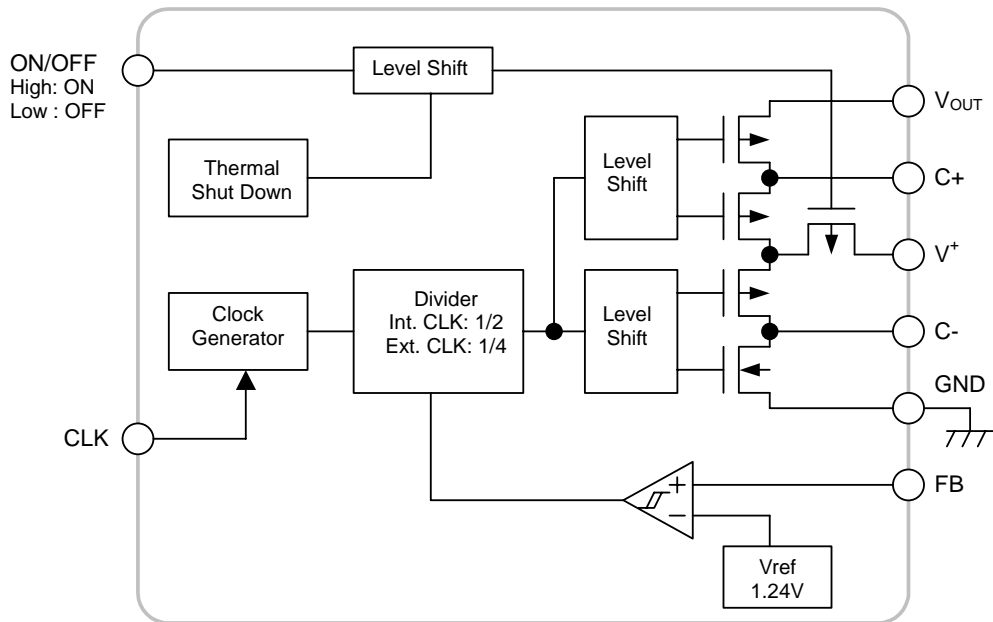 ON/OFF
High: ON
Low : OFF
Level Shift
Thermal
Shut Down
Level
Shift
VOUT
C+
V+
Clock
Generator
Divider
Int. CLK: 1/2
Ext. CLK: 1/4
Level
Shift
C-
GND
CLK
+
−
FB
Vref
1.24V